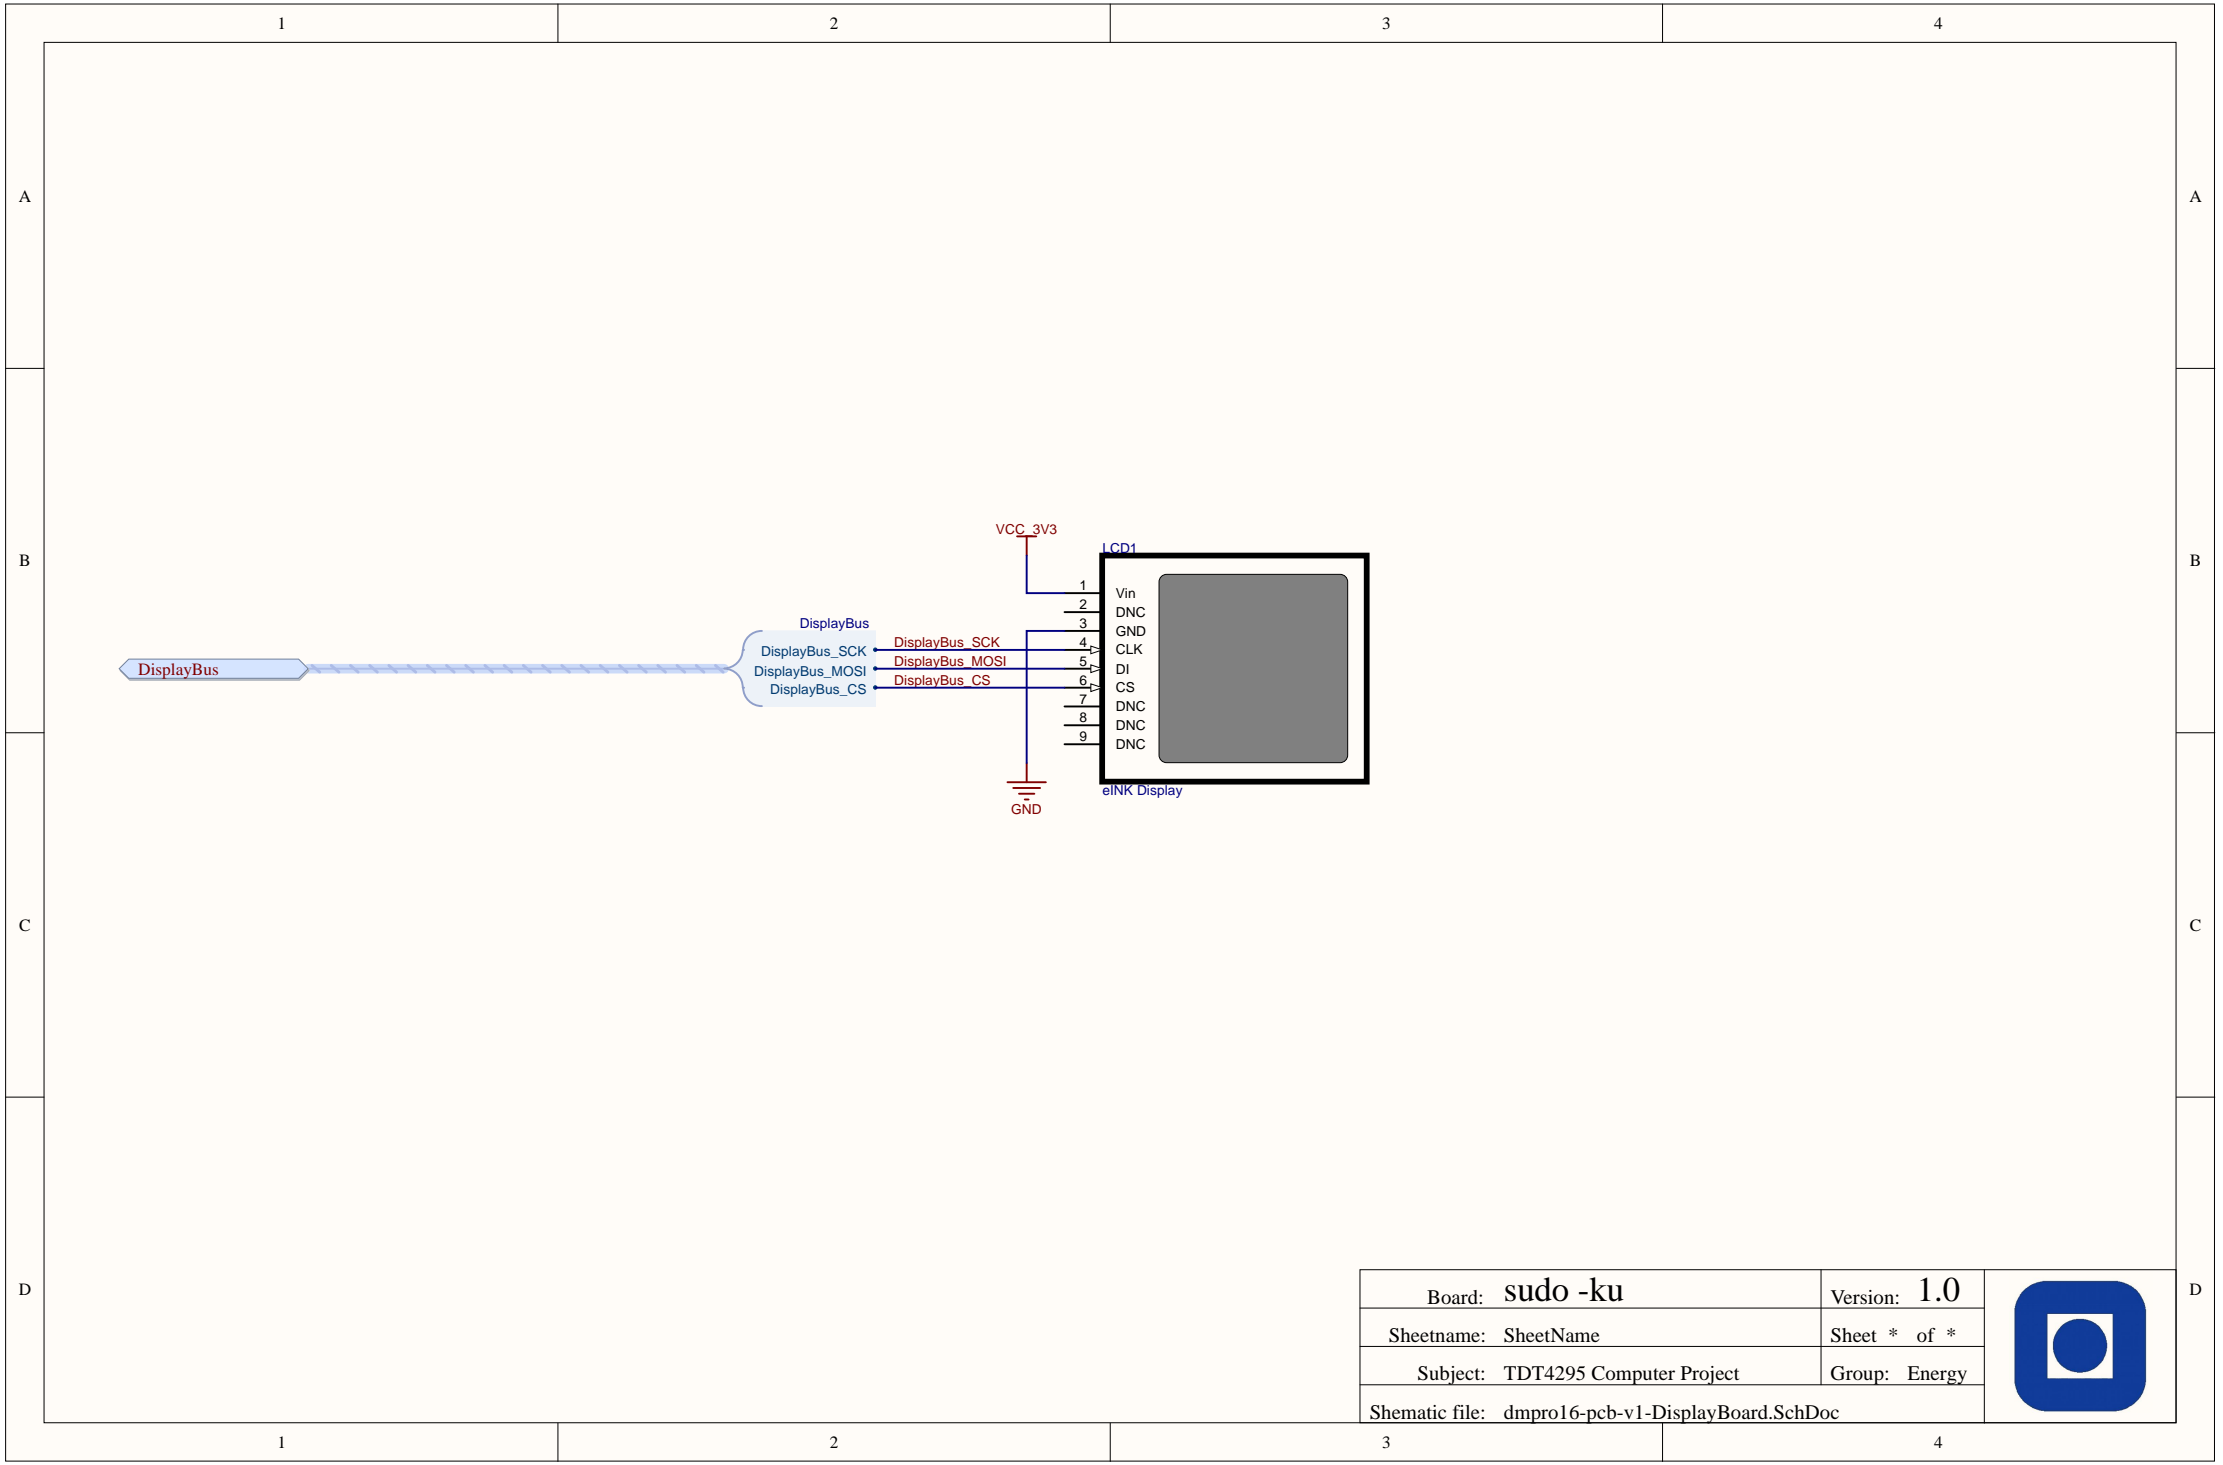 1 2 3 4
A A
B B
C C
D D
VCC_3V3
LCD1
1 Vin
2 DNC
3 GND
4 CLK
5 DI
6 CS
7 DNC
8 DNC
9 DNC
eINK Display
DisplayBus
DisplayBus_SCK DisplayBus_SCK
DisplayBus_MOSI DisplayBus_MOSI
DisplayBus_CS DisplayBus_CS
DisplayBus
GND
Board: sudo -ku Version: 1.0
Sheetname: SheetName Sheet * of *
Subject: TDT4295 Computer Project Group: Energy
Shematic file: dmpro16-pcb-v1-DisplayBoard.SchDoc
1 2 3 4